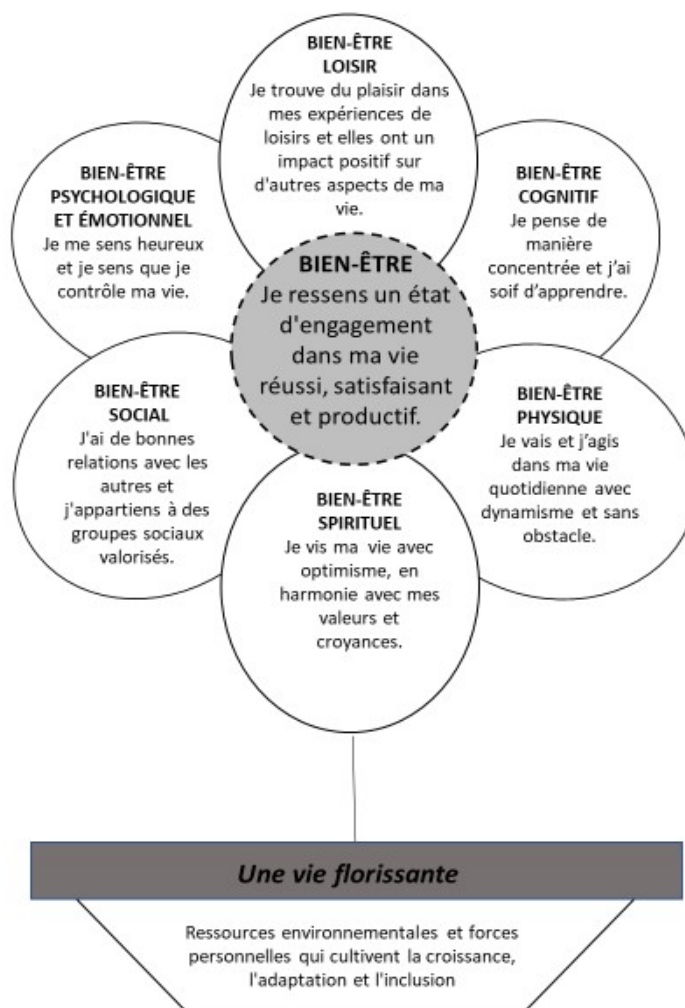 BIEN-ÊTRE
LOISIR
Je trouve du plaisir dans
mes expériences de
loisirs et elles ont un
impact positif sur
d'autres aspects de ma
vie.
BIEN-ÊTRE
PSYCHOLOGIQUE
ET ÉMOTIONNEL
Je me sens heureux
et je sens que je
contrôle ma vie.
BIEN-ÊTRE
COGNITIF
Je pense de
manière
concentrée et j’ai
soif d’apprendre.
BIEN-ÊTRE
Je ressens un état
d'engagement
dans ma vie
réussi, satisfaisant
et productif.
BIEN-ÊTRE
SOCIAL
J'ai de bonnes
relations avec les
autres et
j'appartiens à des
groupes sociaux
valorisés.
BIEN-ÊTRE
PHYSIQUE
Je vais et j’agis
dans ma vie
quotidienne avec
dynamisme et sans
obstacle.
BIEN-ÊTRE
SPIRITUEL
Je vis ma vie avec
optimisme, en
harmonie avec mes
valeurs et
croyances.
Une vie florissante
Ressources environnementales et forces
personnelles qui cultivent la croissance,
l'adaptation et l'inclusion